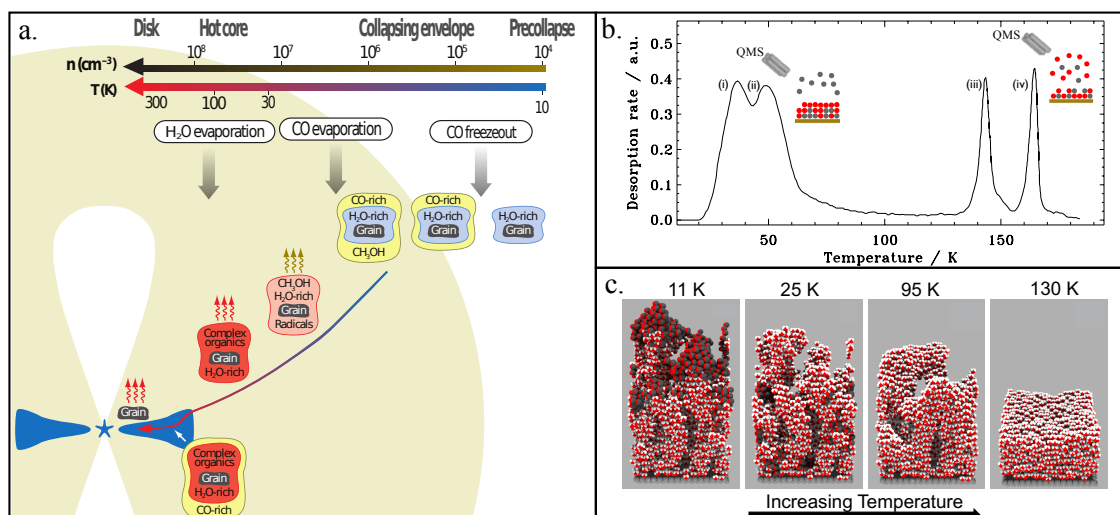 a.
Disk Hot core Collapsing envelope Precollapse
10⁸ 10⁷ 10⁶ 10⁵ 10⁴
n (cm⁻³)
T(K)
300 100 30 10
H₂O evaporation CO evaporation CO freezeout
CO-rich
H₂O-rich
Grain
CH₃OH
CO-rich
H₂O-rich
Grain
H₂O-rich
Grain
CH₃OH
H₂O-rich
Grain
Radicals
Complex
organics
Grain
H₂O-rich
Grain
Complex
organics
Grain
H₂O-rich
CO-rich
b.
Desorption rate / a.u.
0.5
0.4
0.3
0.2
0.1
0.0
QMS
QMS
(i) (ii) (iii) (iv)
50 100 150
Temperature / K
c.
11 K 25 K 95 K 130 K
Increasing Temperature